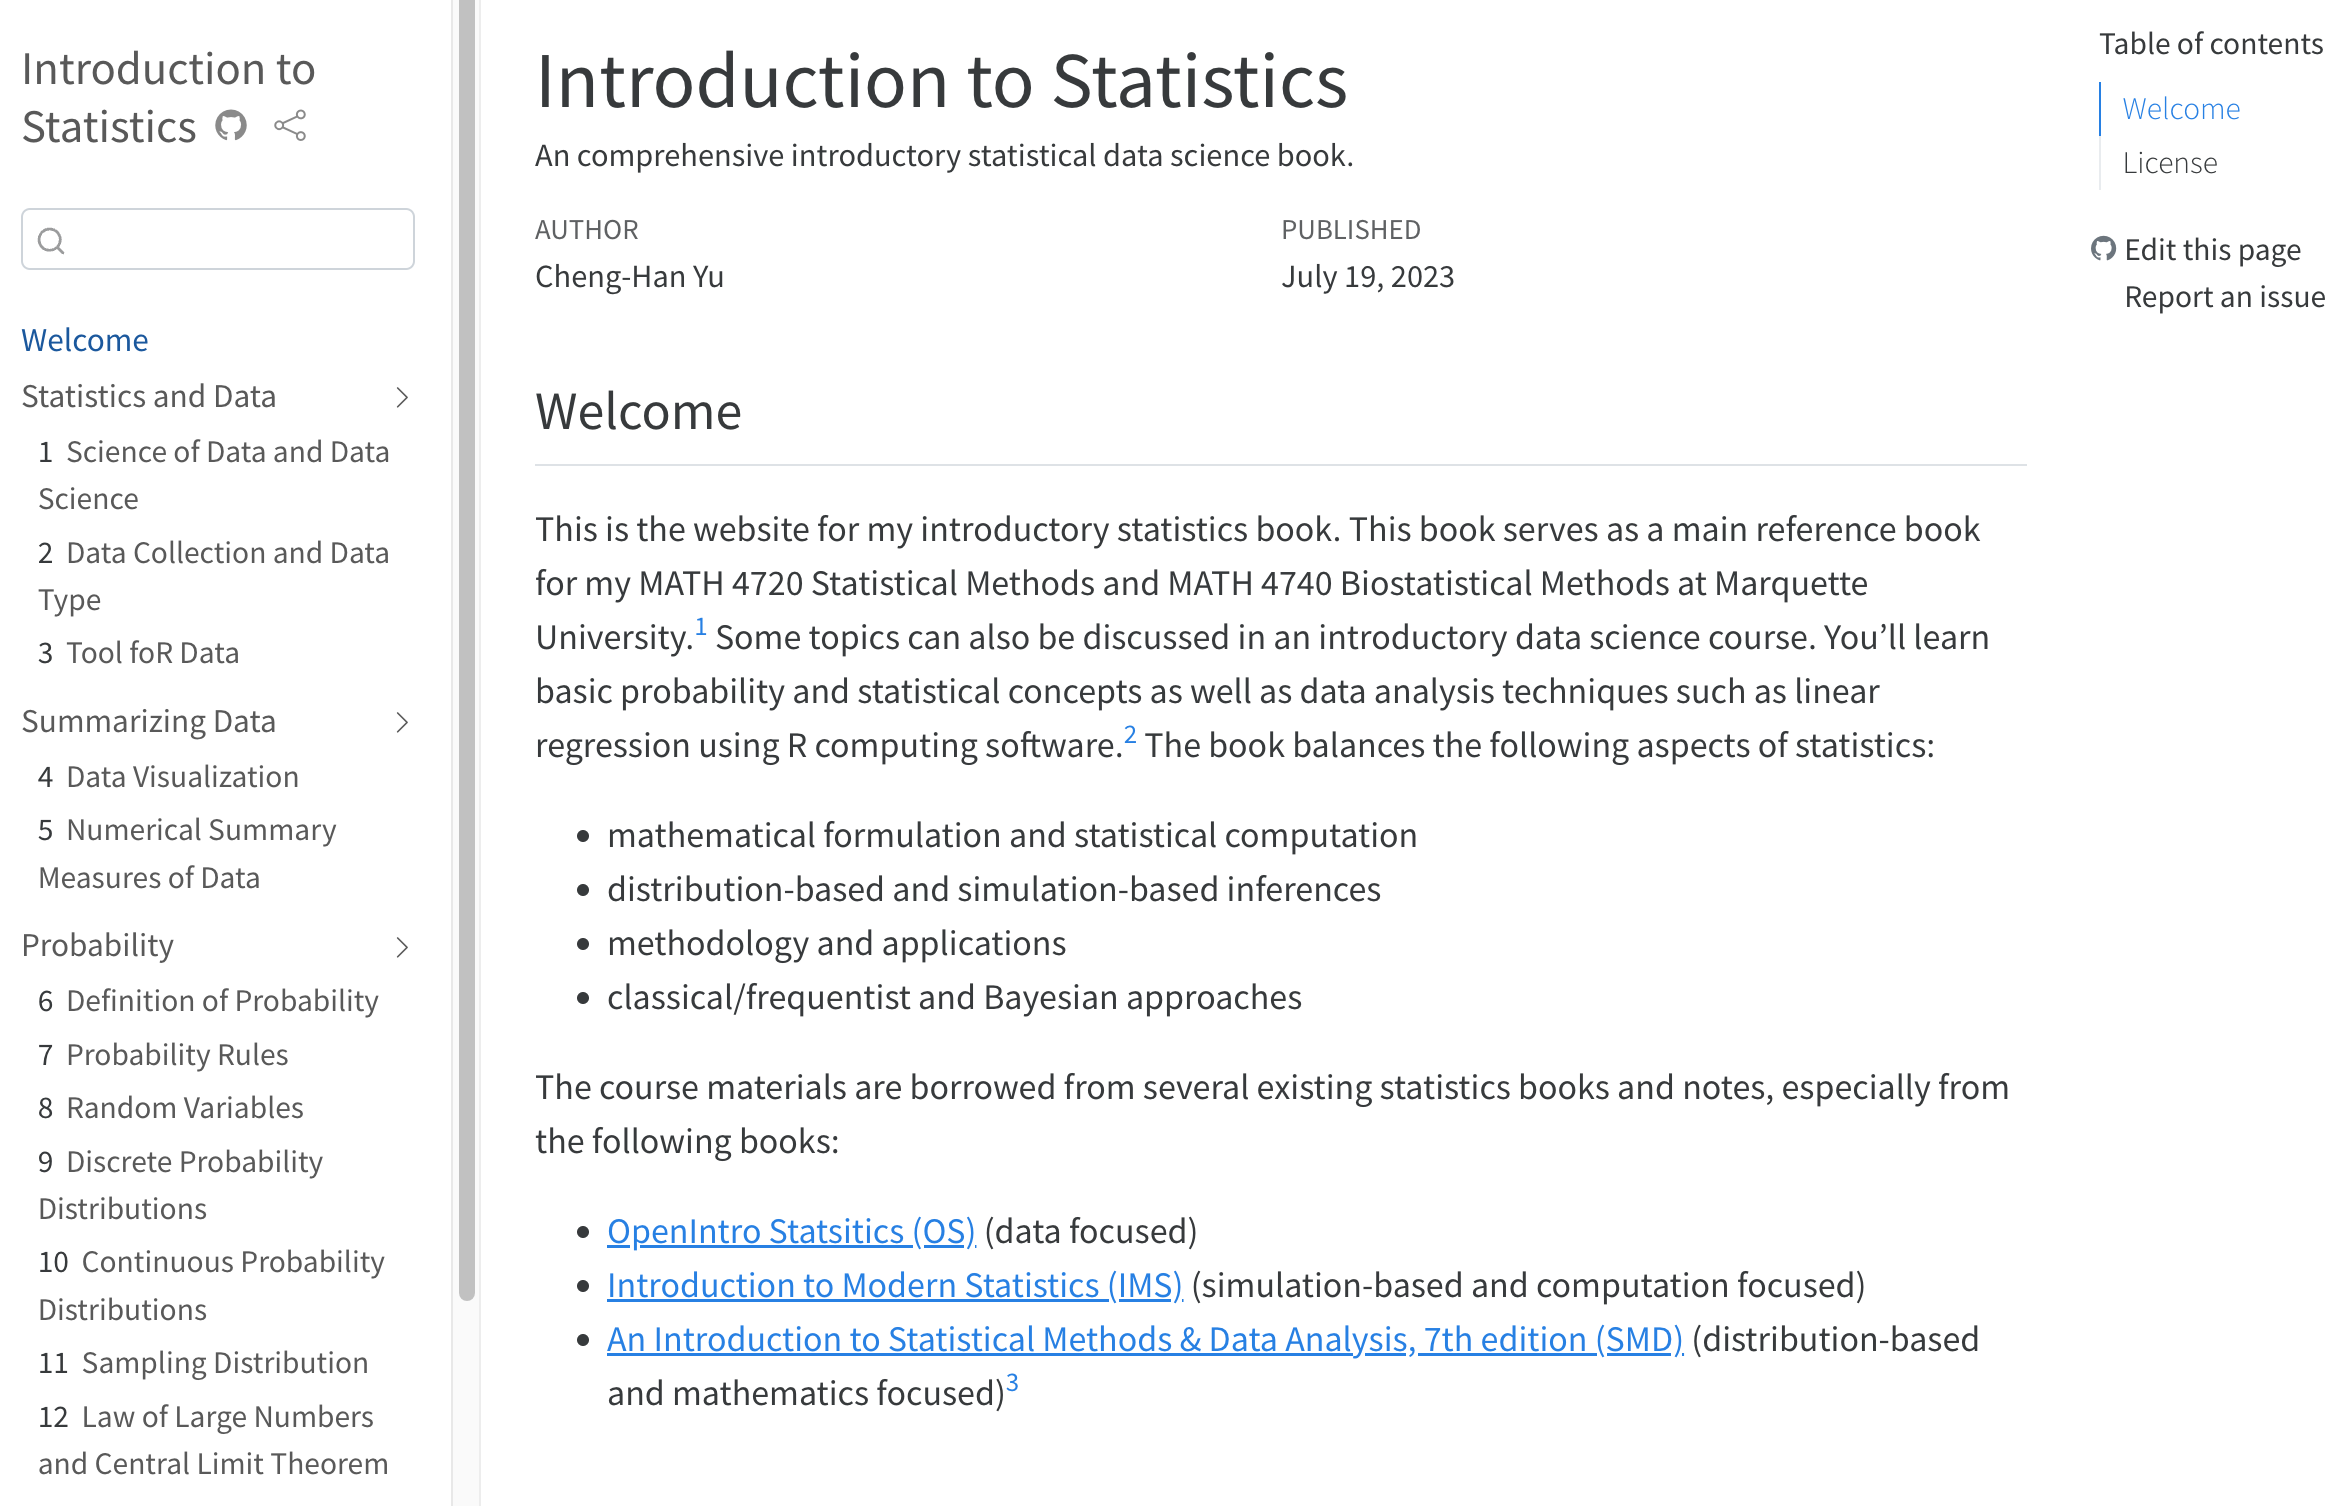 Introduction to
Statistics
Welcome
Statistics and Data
1 Science of Data and Data
Science
2 Data Collection and Data
Type
3 Tool foR Data
Summarizing Data
4 Data Visualization
5 Numerical Summary
Measures of Data
Probability
6 Definition of Probability
7 Probability Rules
8 Random Variables
9 Discrete Probability
Distributions
10 Continuous Probability
Distributions
11 Sampling Distribution
12 Law of Large Numbers
and Central Limit Theorem
Introduction to Statistics
An comprehensive introductory statistical data science book.
AUTHOR
Cheng-Han Yu
PUBLISHED
July 19, 2023
Welcome
This is the website for my introductory statistics book. This book serves as a main reference book
for my MATH 4720 Statistical Methods and MATH 4740 Biostatistical Methods at Marquette
University.1 Some topics can also be discussed in an introductory data science course. You’ll learn
basic probability and statistical concepts as well as data analysis techniques such as linear
regression using R computing software.2 The book balances the following aspects of statistics:
• mathematical formulation and statistical computation
• distribution-based and simulation-based inferences
• methodology and applications
• classical/frequentist and Bayesian approaches
The course materials are borrowed from several existing statistics books and notes, especially from
the following books:
• OpenIntro Statsitics (OS) (data focused)
• Introduction to Modern Statistics (IMS) (simulation-based and computation focused)
• An Introduction to Statistical Methods & Data Analysis, 7th edition (SMD) (distribution-based
and mathematics focused)3
Table of contents
Welcome
License
Edit this page
Report an issue